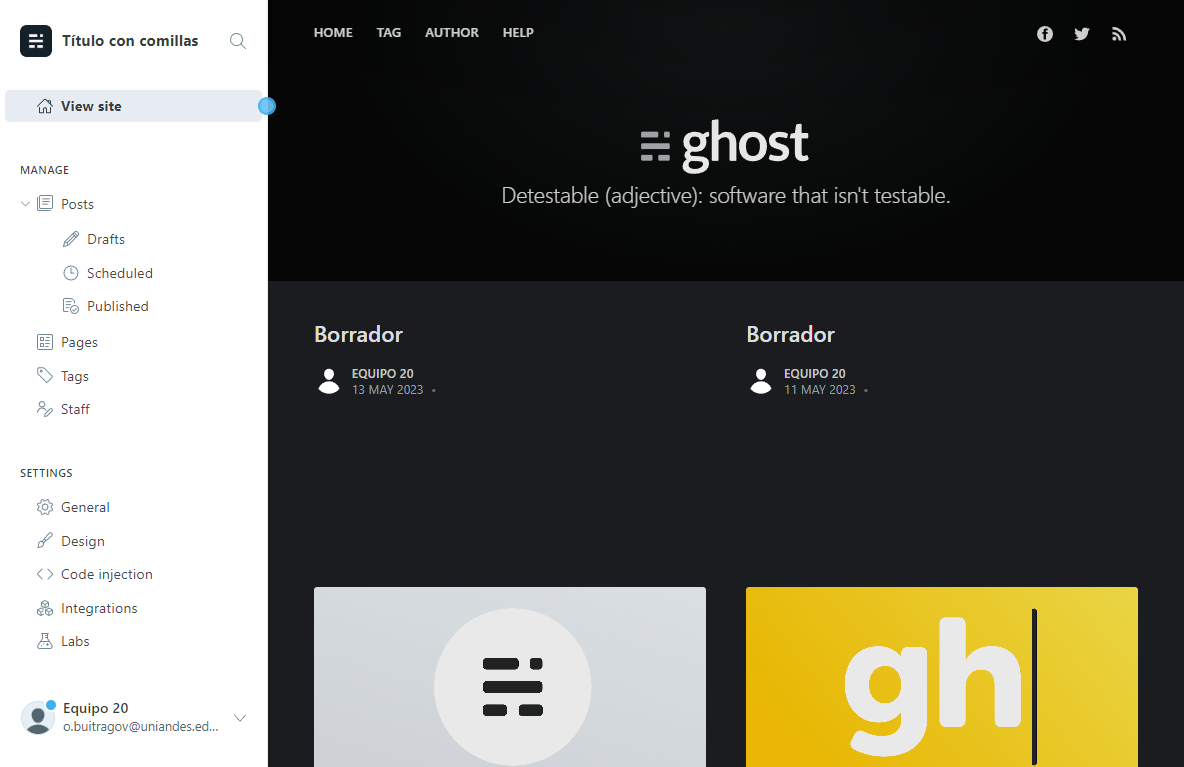 Título con comillas
View site
MANAGE
Posts
Drafts
Scheduled
Published
Pages
Tags
Staff
SETTINGS
General
Design
Code injection
Integrations
Labs
Equipo 20
o.buitragov@uniandes.ed...
HOME TAG AUTHOR HELP
ghost
Detestable (adjective): software that isn't testable.
Borrador
EQUIPO 20
13 MAY 2023 •
Borrador
EQUIPO 20
11 MAY 2023 •
gh